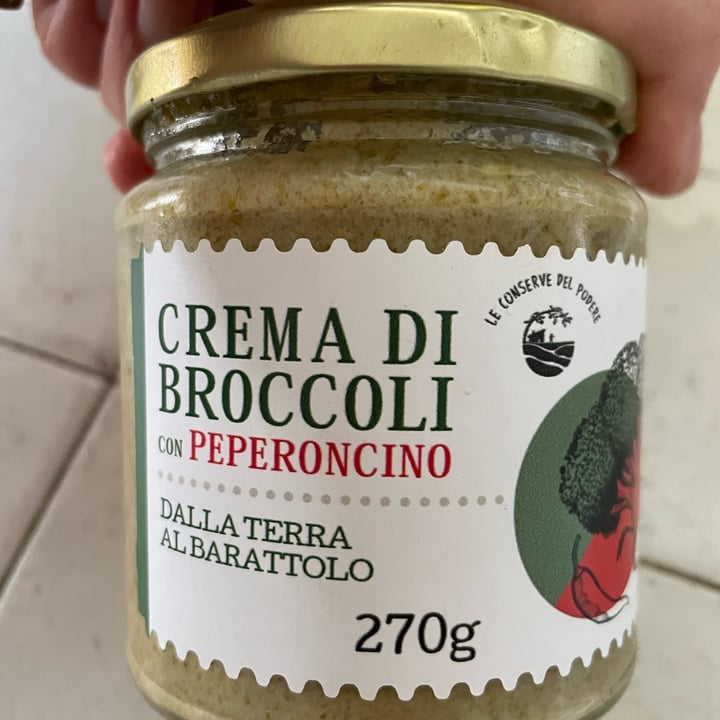 LE CONSERVE DEL PODERE
CREMA DI
BROCCOLI
CON PEPERONCINO
DALLA TERRA
AL BARATTOLO
270g